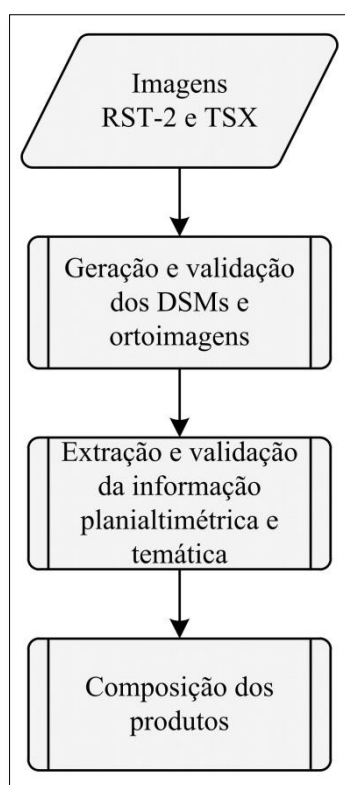 Imagens
RST-2 e TSX
Geração e validação
dos DSMs e
ortoimagens
Extração e validação
da informação
planialtimétrica e
temática
Composição dos
produtos